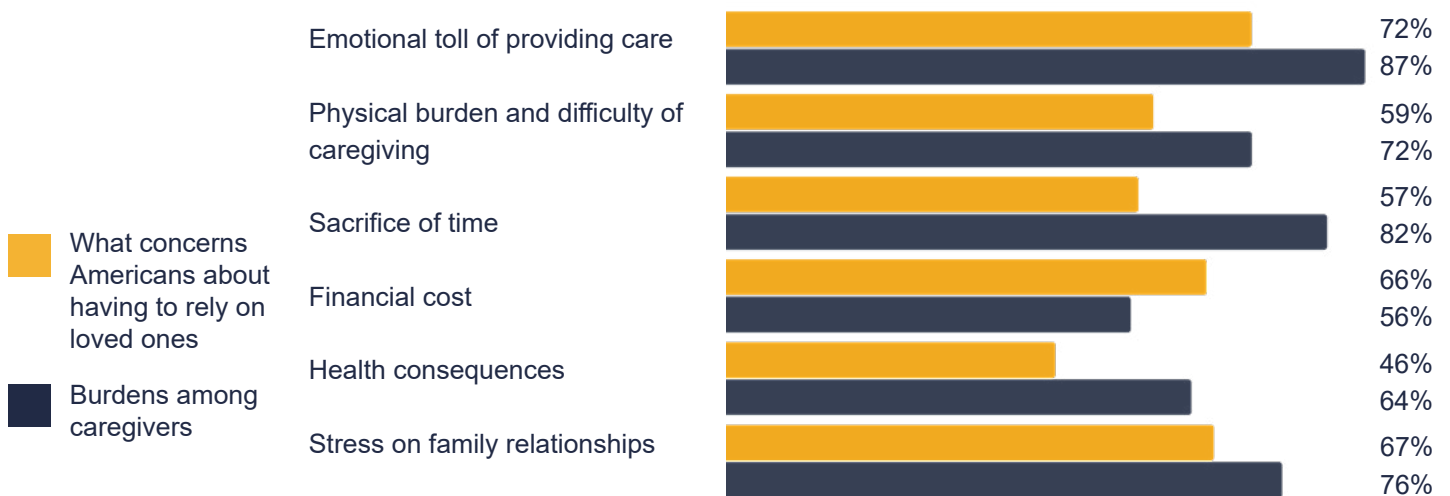 Emotional toll of providing care
72%
87%
Physical burden and difficulty of
caregiving
59%
72%
Sacrifice of time
57%
82%
Financial cost
66%
56%
Health consequences
46%
64%
Stress on family relationships
67%
76%
What concerns
Americans about
having to rely on
loved ones
Burdens among
caregivers